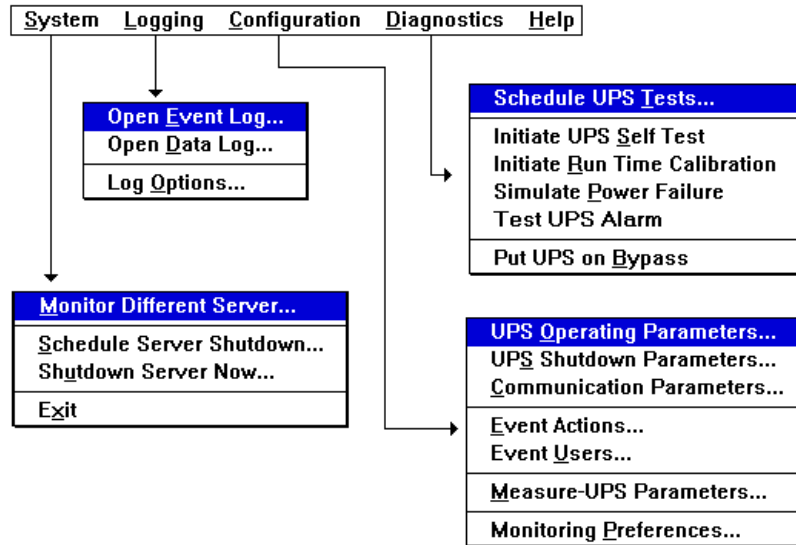 System Logging Configuration Diagnostics Help
Open Event Log...
Open Data Log...
Log Options...
Schedule UPS Tests...
Initiate UPS Self Test
Initiate Run Time Calibration
Simulate Power Failure
Test UPS Alarm
Put UPS on Bypass
Monitor Different Server...
Schedule Server Shutdown...
Shutdown Server Now...
Exit
UPS Operating Parameters...
UPS Shutdown Parameters...
Communication Parameters...
Event Actions...
Event Users...
Measure-UPS Parameters...
Monitoring Preferences...